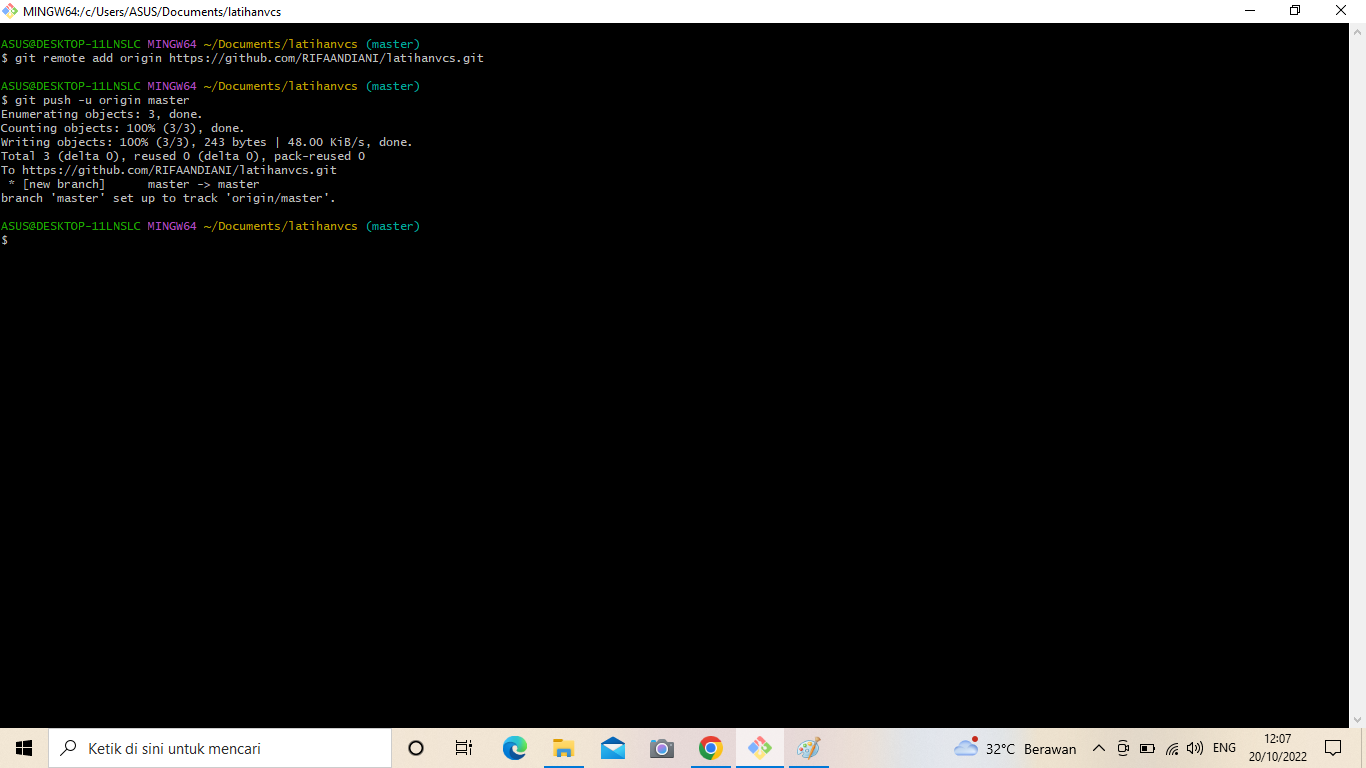 MINGW64:/c/Users/ASUS/Documents/latihanvcs
ASUS@DESKTOP-11LNSLC MINGW64 ~/Documents/latihanvcs (master)
$ git remote add origin https://github.com/RIFAANDIANI/latihanvcs.git
ASUS@DESKTOP-11LNSLC MINGW64 ~/Documents/latihanvcs (master)
$ git push -u origin master
Enumerating objects: 3, done.
Counting objects: 100% (3/3), done.
Writing objects: 100% (3/3), 243 bytes | 48.00 KiB/s, done.
Total 3 (delta 0), reused 0 (delta 0), pack-reused 0
To https://github.com/RIFAANDIANI/latihanvcs.git
 * [new branch]      master -> master
branch 'master' set up to track 'origin/master'.
ASUS@DESKTOP-11LNSLC MINGW64 ~/Documents/latihanvcs (master)
$
Ketik di sini untuk mencari
32°C Berawan
ENG
12:07
20/10/2022